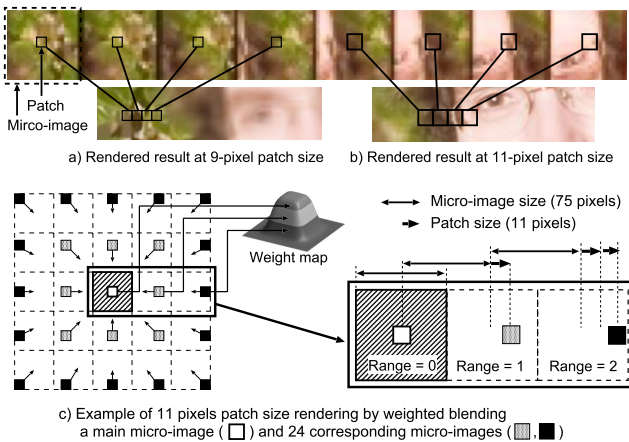 Patch
Mirco-image
a) Rendered result at 9-pixel patch size
b) Rendered result at 11-pixel patch size
Micro-image size (75 pixels)
Patch size (11 pixels)
Weight map
Range = 0
Range = 1
Range = 2
c) Example of 11 pixels patch size rendering by weighted blending
a main micro-image ( ) and 24 corresponding micro-images ( , )